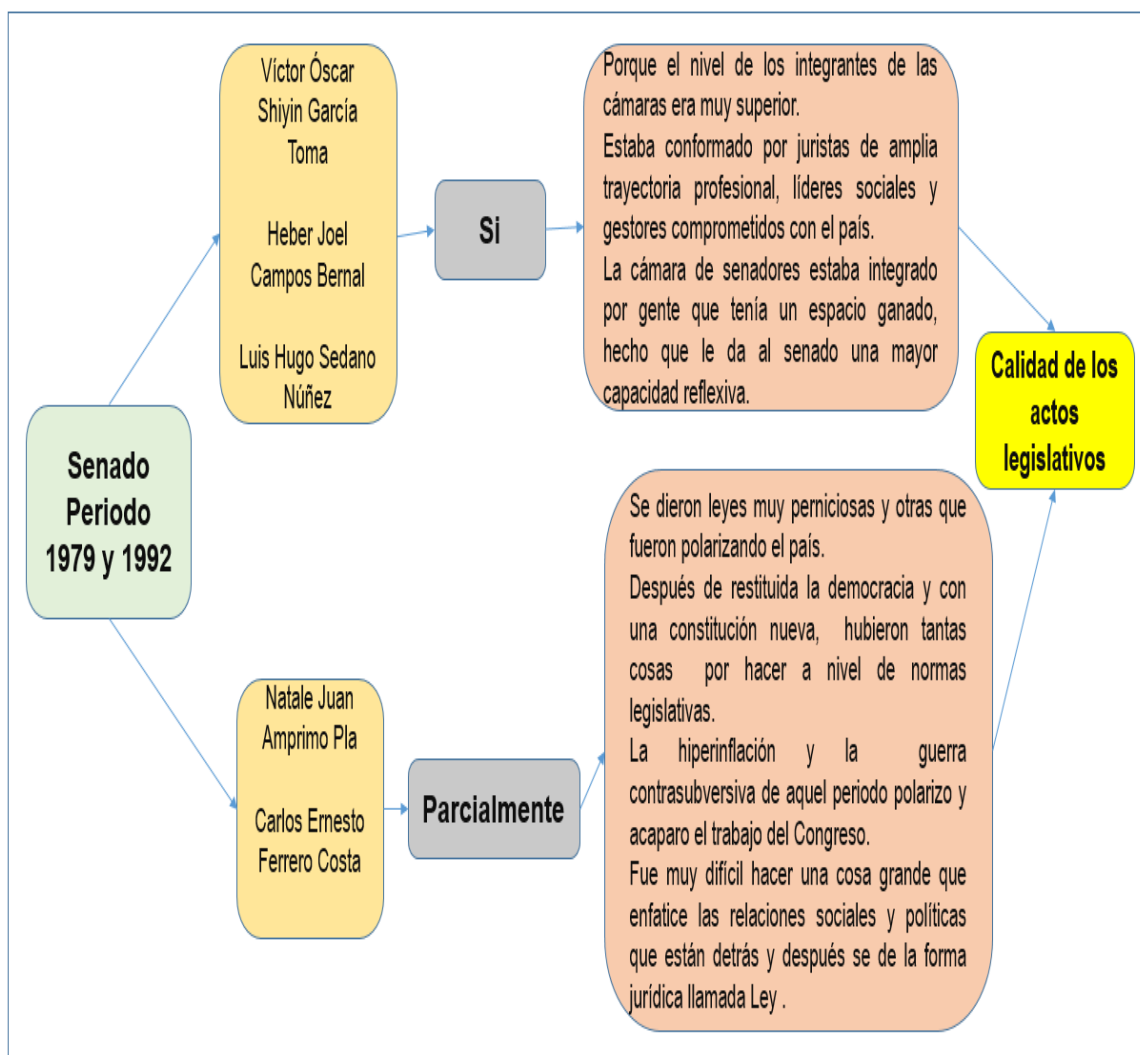 Senado
Periodo
1979 y 1992
Víctor Óscar
Shiyin García
Toma
Heber Joel
Campos Bernal
Luis Hugo Sedano
Núñez
Si
Porque el nivel de los integrantes de las
cámaras era muy superior.
Estaba conformado por juristas de amplia
trayectoria profesional, líderes sociales y
gestores comprometidos con el país.
La cámara de senadores estaba integrado
por gente que tenía un espacio ganado,
hecho que le da al senado una mayor
capacidad reflexiva.
Natale Juan
Amprimo Pla
Carlos Ernesto
Ferrero Costa
Parcialmente
Se dieron leyes muy perniciosas y otras que
fueron polarizando el país.
Después de restituida la democracia y con
una constitución nueva, hubieron tantas
cosas por hacer a nivel de normas
legislativas.
La hiperinflación y la guerra
contrasubversiva de aquel periodo polarizo y
acaparo el trabajo del Congreso.
Fue muy difícil hacer una cosa grande que
enfatice las relaciones sociales y políticas
que están detrás y después se de la forma
jurídica llamada Ley .
Calidad de los
actos
legislativos